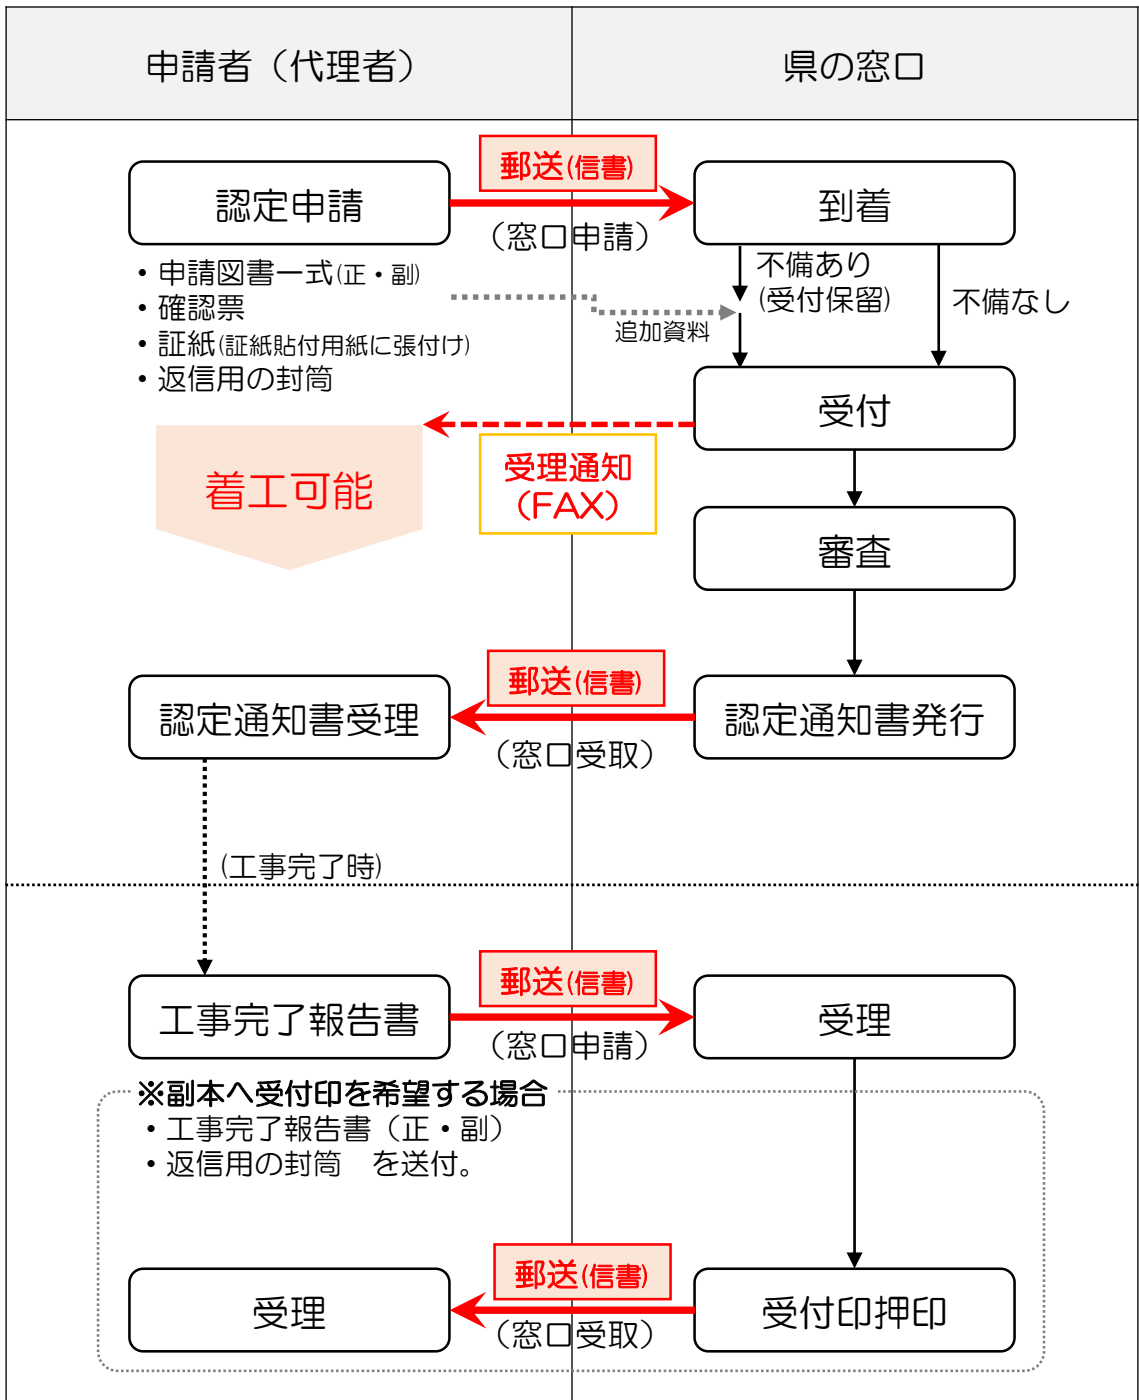 申請者（代理者）
県の窓口
郵送(信書)
認定申請
到着
（窓口申請）
・申請図書一式(正・副)
・確認票
・証紙(証紙貼付用紙に張付け)
・返信用の封筒
不備あり
(受付保留)
不備なし
追加資料
受付
着工可能
受理通知
（FAX）
審査
郵送(信書)
認定通知書受理
認定通知書発行
（窓口受取）
(工事完了時)
郵送(信書)
工事完了報告書
受理
（窓口申請）
※副本へ受付印を希望する場合
・工事完了報告書（正・副）
・返信用の封筒　を送付。
郵送(信書)
受理
受付印押印
（窓口受取）